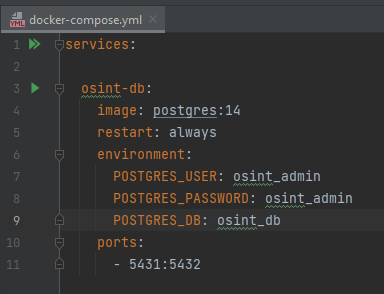 docker-compose.yml
1 services:
2
3 osint-db:
4 image: postgres:14
5 restart: always
6 environment:
7 POSTGRES_USER: osint_admin
8 POSTGRES_PASSWORD: osint_admin
9 POSTGRES_DB: osint_db
10 ports:
11 - 5431:5432